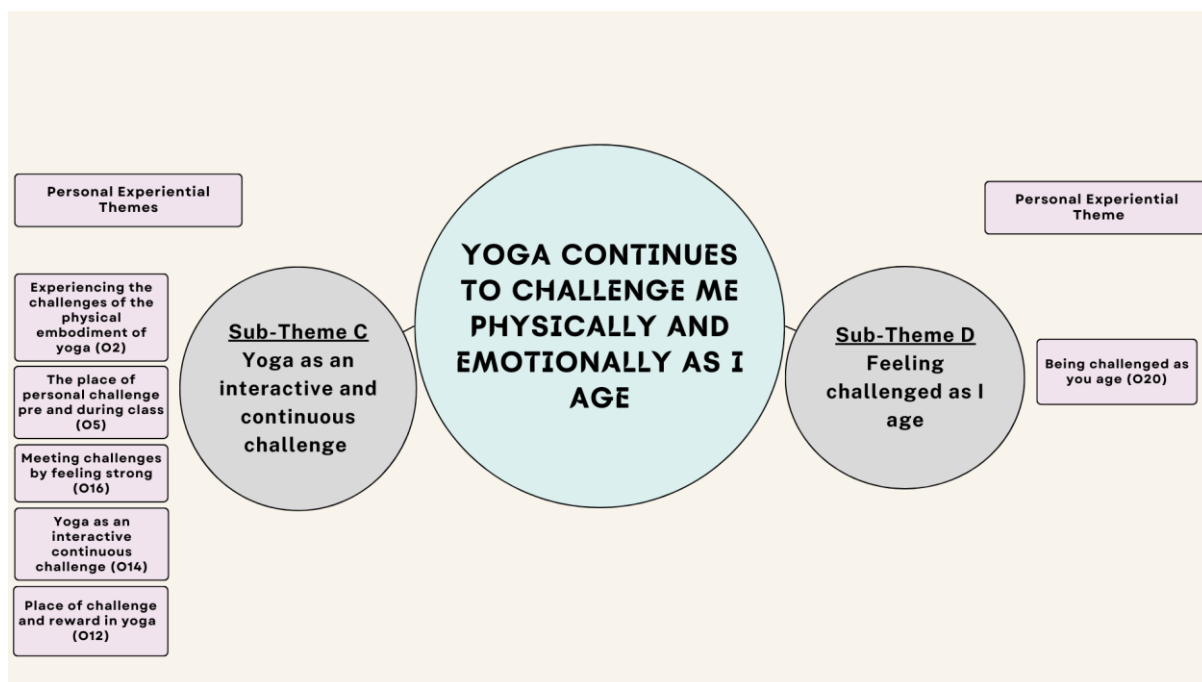 Personal Experiential
Themes
Experiencing the
challenges of the
physical
embodiment of
yoga (O2)
The place of
personal challenge
pre and during class
(O5)
Meeting challenges
by feeling strong
(O16)
Yoga as an
interactive
continuous
challenge (O14)
Place of challenge
and reward in yoga
(O12)
Sub-Theme C
Yoga as an
interactive and
continuous
challenge
YOGA CONTINUES
TO CHALLENGE ME
PHYSICALLY AND
EMOTIONALLY AS I
AGE
Sub-Theme D
Feeling
challenged as I
age
Personal Experiential
Theme
Being challenged as
you age (O20)